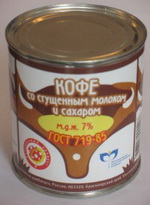 КОФЕ
СО СГУЩЕННЫМ МОЛОКОМ
И САХАРОМ
М.Д.Ж. 7%
ГОСТ 719-85